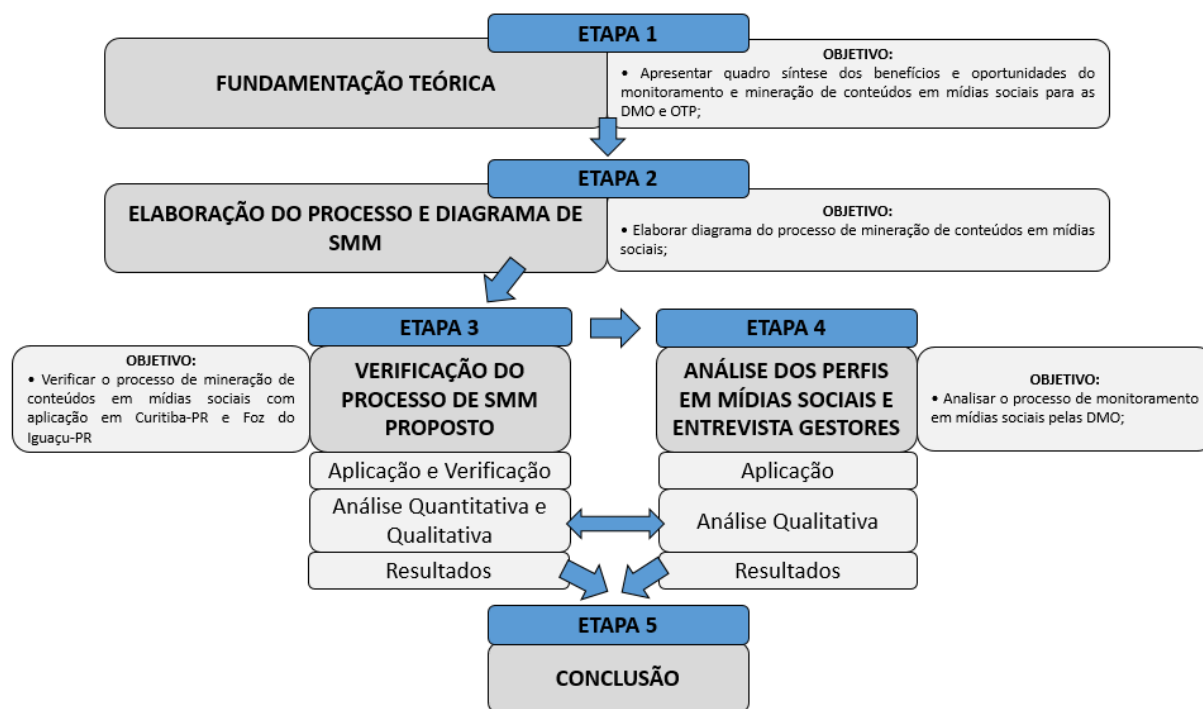 ETAPA 1
FUNDAMENTAÇÃO TEÓRICA
OBJETIVO:
• Apresentar quadro síntese dos benefícios e oportunidades do
monitoramento e mineração de conteúdos em mídias sociais para as
DMO e OTP;
ETAPA 2
ELABORAÇÃO DO PROCESSO E DIAGRAMA DE
SMM
OBJETIVO:
• Elaborar diagrama do processo de mineração de conteúdos em mídias
sociais;
ETAPA 3
OBJETIVO:
• Verificar o processo de mineração de
conteúdos em mídias sociais com
aplicação em Curitiba-PR e Foz do
Iguaçu-PR
VERIFICAÇÃO DO
PROCESSO DE SMM
PROPOSTO
Aplicação e Verificação
Análise Quantitativa e
Qualitativa
Resultados
ETAPA 4
ANÁLISE DOS PERFIS
EM MÍDIAS SOCIAIS E
ENTREVISTA GESTORES
OBJETIVO:
• Analisar o processo de monitoramento
em mídias sociais pelas DMO;
Aplicação
Análise Qualitativa
Resultados
ETAPA 5
CONCLUSÃO